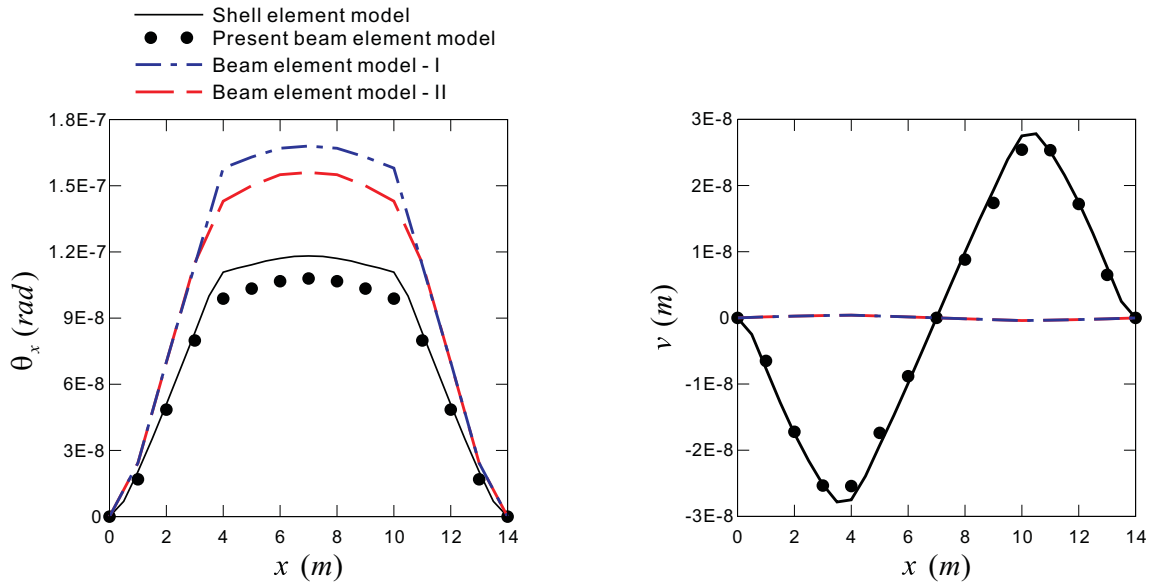 Shell element model
Present beam element model
Beam element model - I
Beam element model - II
1.8E-7
1.5E-7
1.2E-7
9E-8
6E-8
3E-8
0
θx (rad)
0 2 4 6 8 10 12 14
x (m)
3E-8
2E-8
1E-8
0
-1E-8
-2E-8
-3E-8
v (m)
0 2 4 6 8 10 12 14
x (m)